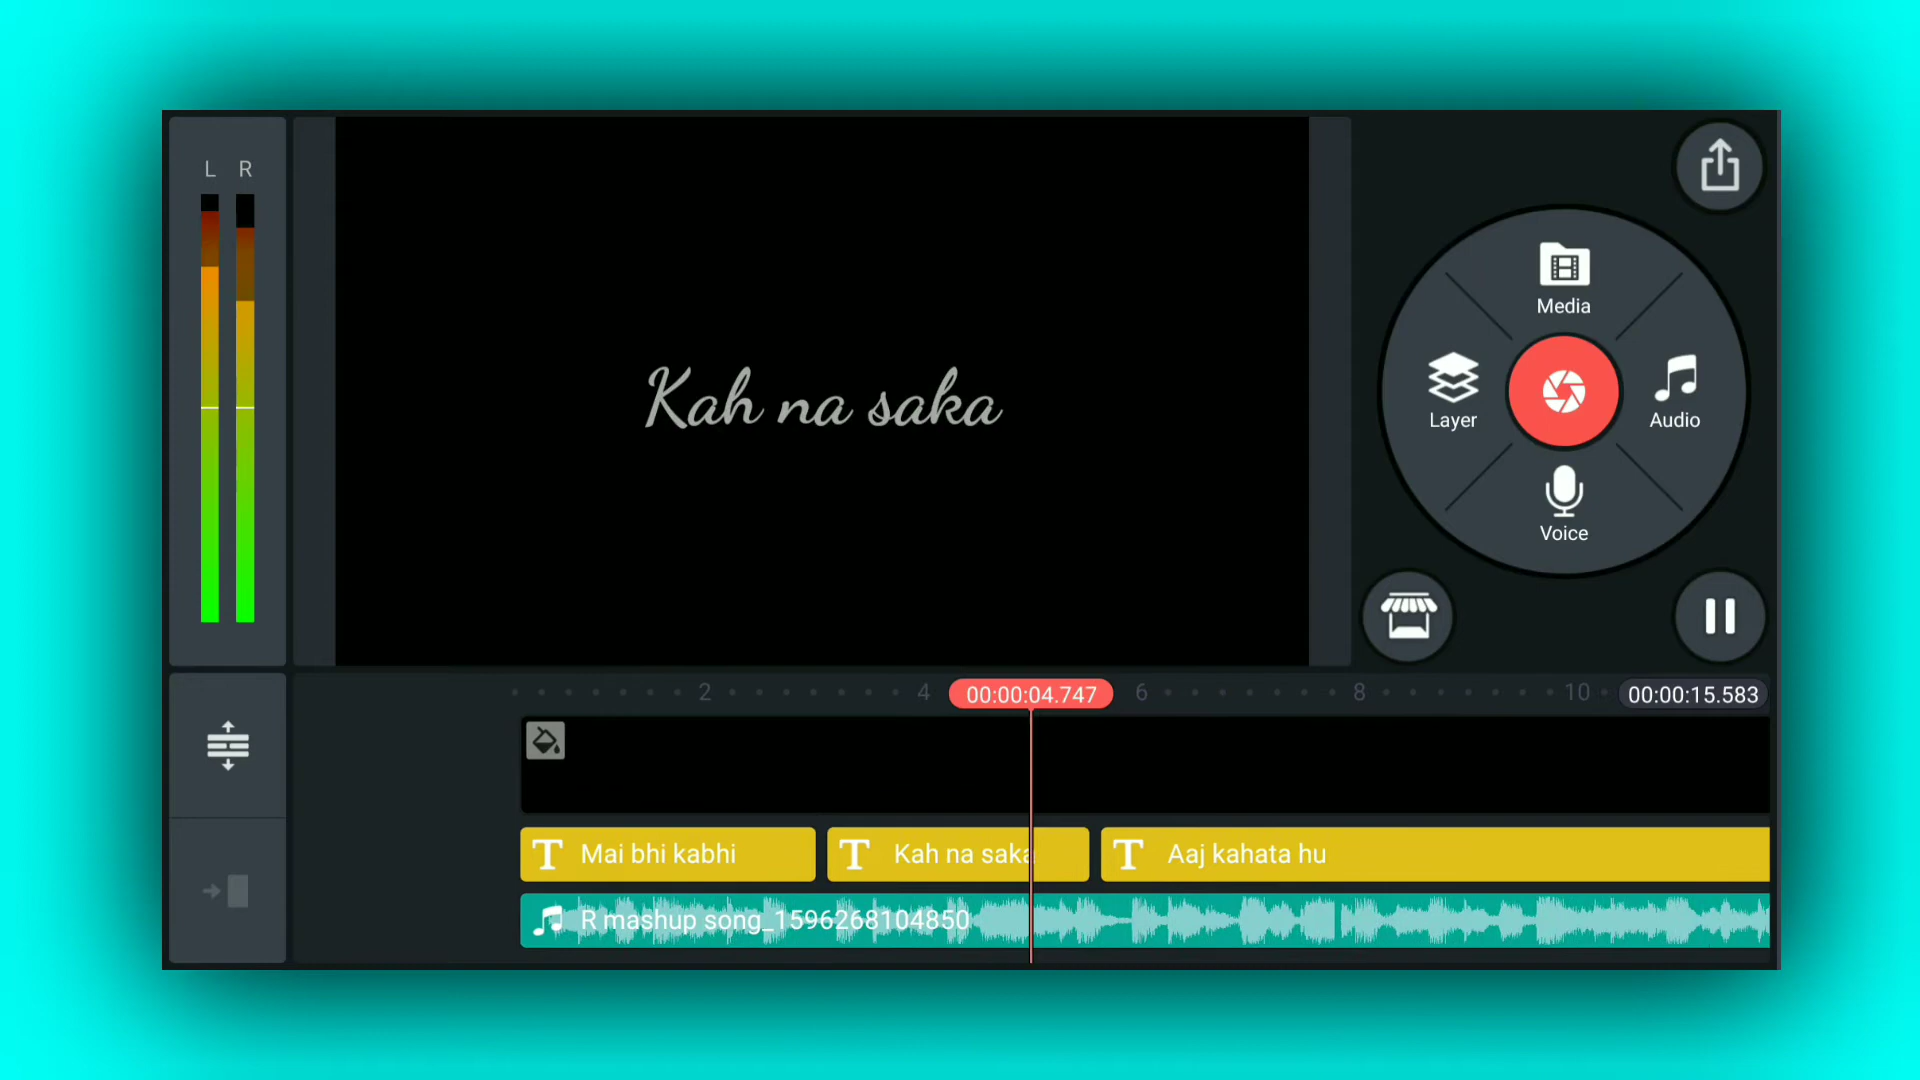 L R
Media
Layer
Audio
Voice
Kah na saka
2 4 00:00:04.747 6 8 10 00:00:15.583
T Mai bhi kabhi T Kah na saka T Aaj kahata hu
R mashup song_1596268104850